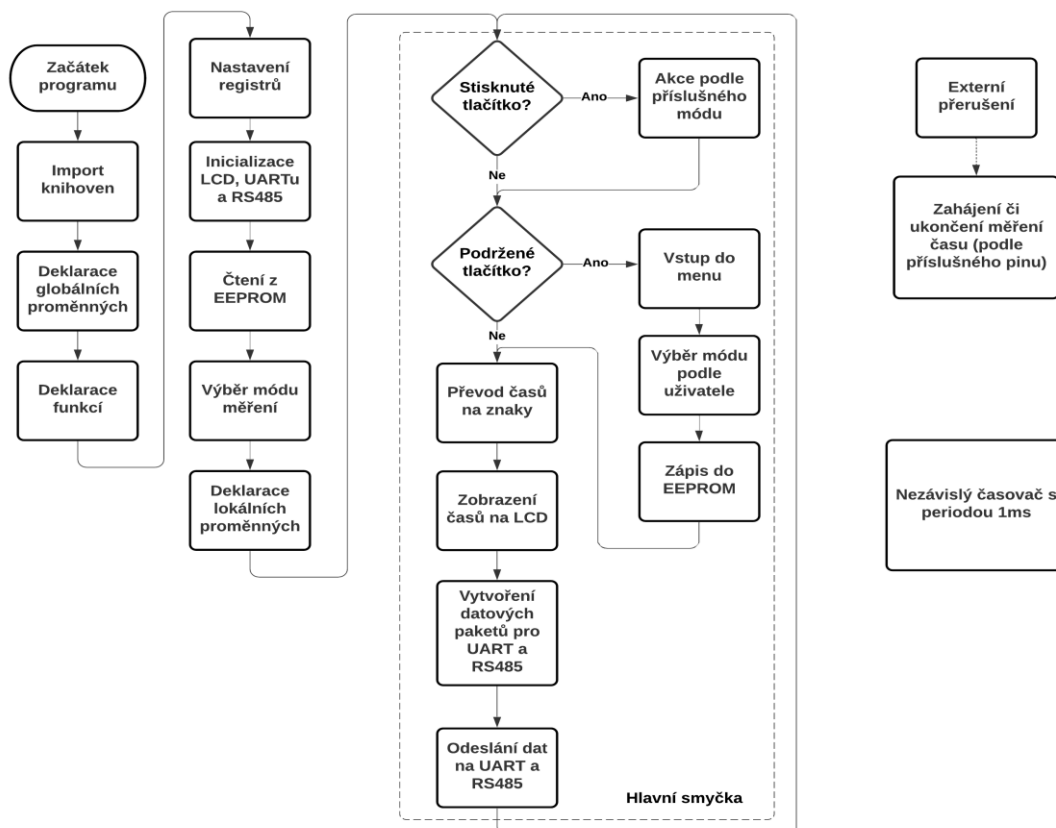 Začátek
programu
Import
knihoven
Deklarace
globálních
proměnných
Deklarace
funkcí
Nastavení
registrů
Inicializace
LCD, UARTu
a RS485
Čtení z
EEPROM
Výběr módu
měření
Deklarace
lokálních
proměnných
Stisknuté
tlačítko?
Ano
Akce podle
příslušného
módu
Ne
Podržené
tlačítko?
Ano
Vstup do
menu
Výběr módu
podle
uživatele
Zápis do
EEPROM
Ne
Převod časů
na znaky
Zobrazení
časů na LCD
Vytvoření
datových
paketů pro
UART a
RS485
Odeslání dat
na UART a
RS485
Hlavní smyčka
Externí
přerušení
Zahájení či
ukončení měření
času (podle
příslušného pinu)
Nezávislý časovač s
periodou 1ms